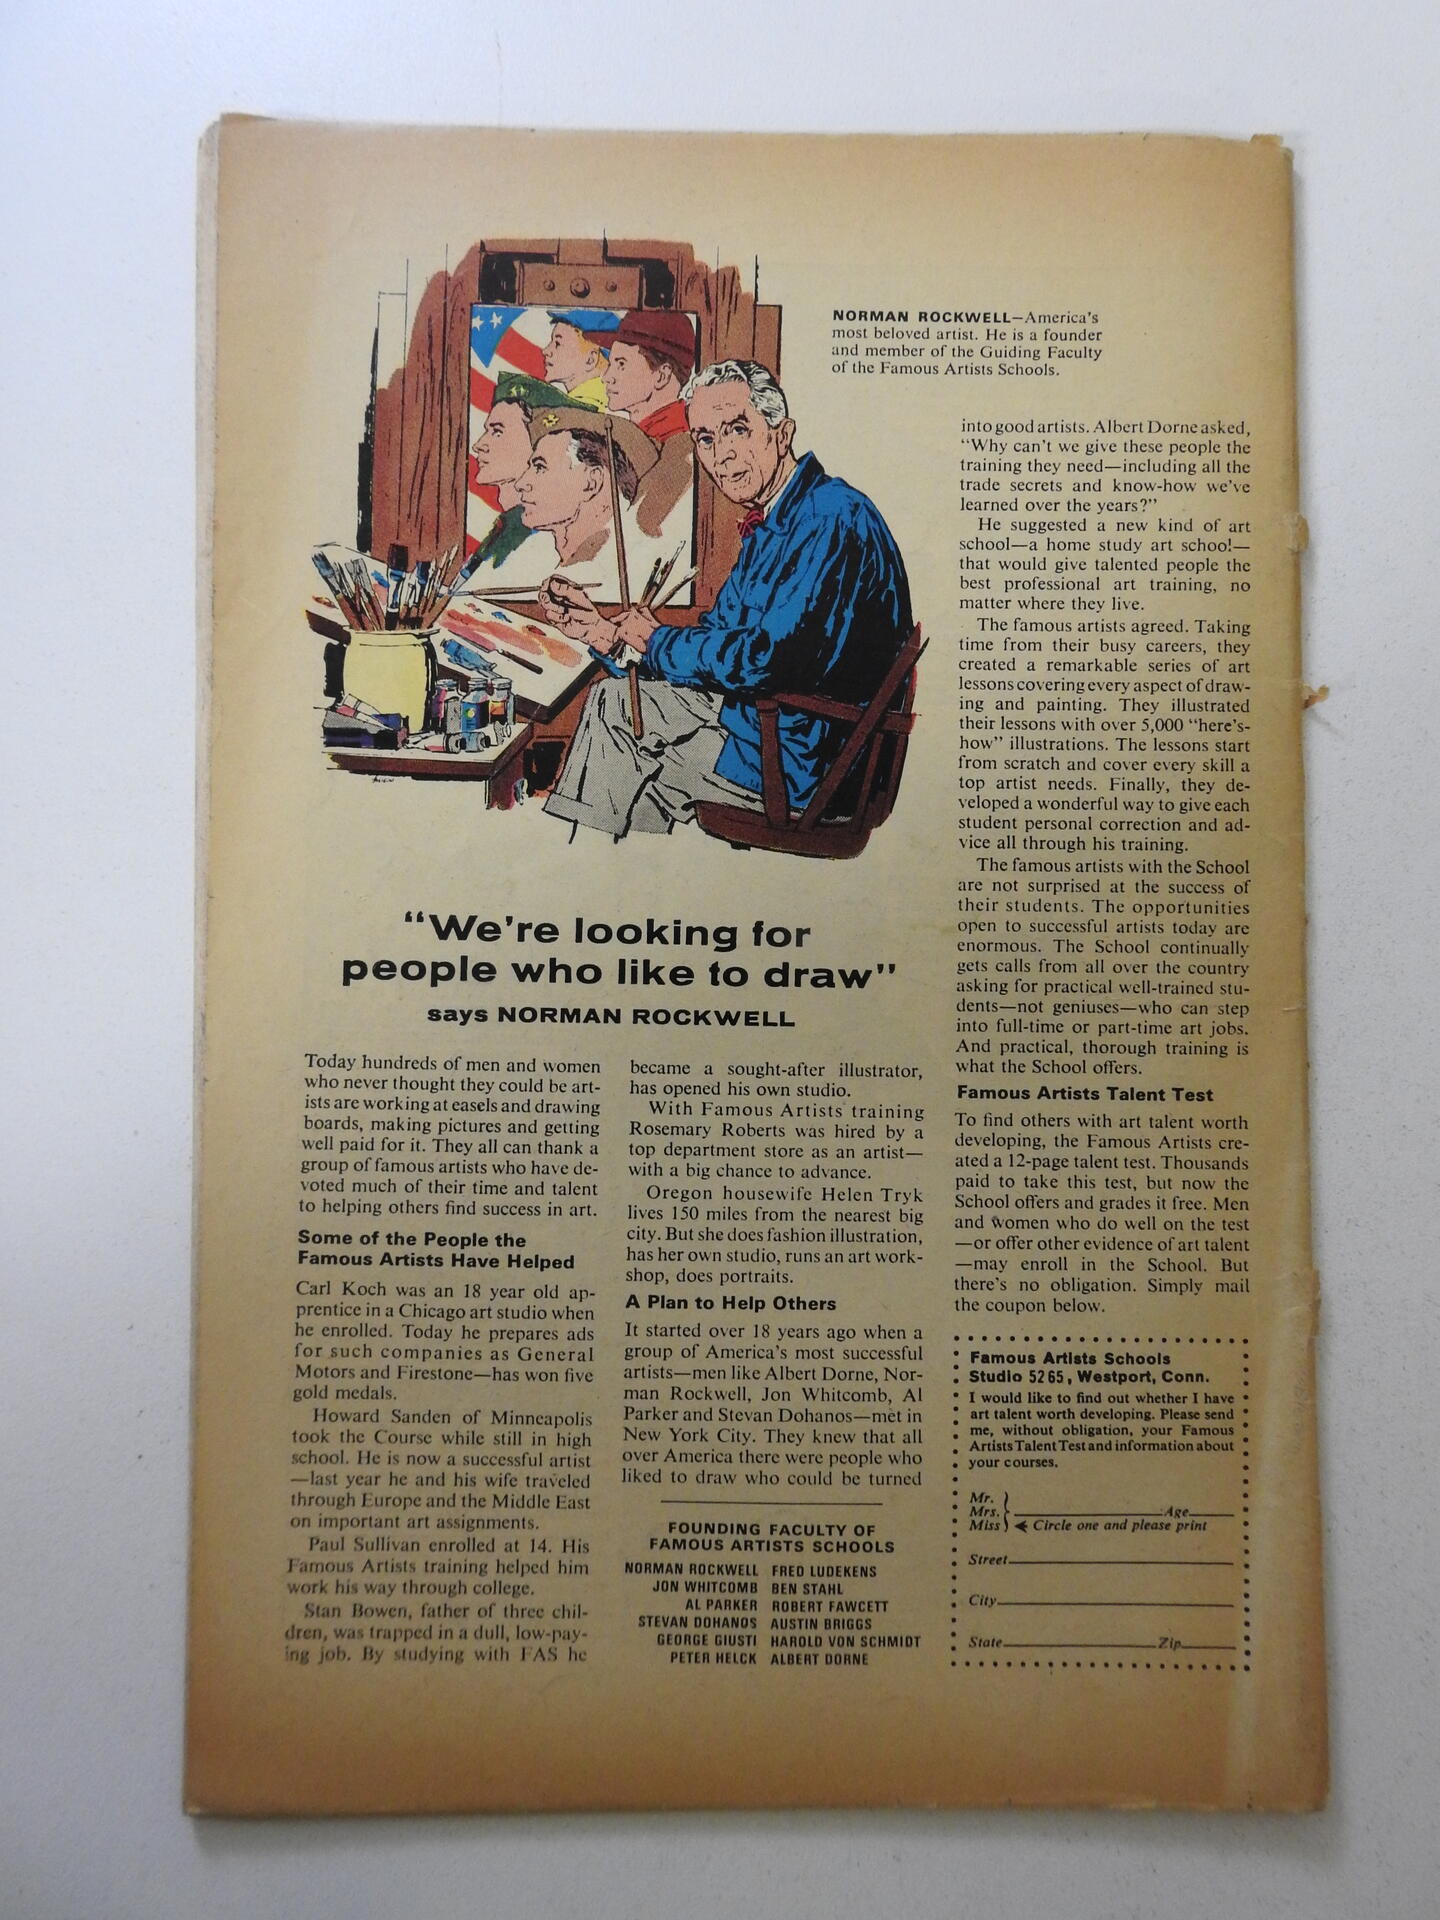 NORMAN ROCKWELL—America's
most beloved artist. He is a founder
and member of the Guiding Faculty
of the Famous Artists Schools.
"We're looking for
people who like to draw"
says NORMAN ROCKWELL
Today hundreds of men and women
who never thought they could be art-
ists are working at easels and drawing
boards, making pictures and getting
well paid for it. They all can thank a
group of famous artists who have de-
voted much of their time and talent
to helping others find success in art.
Some of the People the
Famous Artists Have Helped
Carl Koch was an 18 year old ap-
prentice in a Chicago art studio when
he enrolled. Today he prepares ads
for such companies as General
Motors and Firestone—has won five
gold medals.
Howard Sanden of Minneapolis
took the Course while still in high
school. He is now a successful artist
—last year he and his wife traveled
through Europe and the Middle East
on important art assignments.
Paul Sullivan enrolled at 14. His
Famous Artists training helped him
work his way through college.
Stan Bowen, father of three chil-
dren, was trapped in a dull, low-pay-
ing job. By studying with FAS he
became a sought-after illustrator,
has opened his own studio.
With Famous Artists training
Rosemary Roberts was hired by a
top department store as an artist—
with a big chance to advance.
Oregon housewife Helen Tryk
lives 150 miles from the nearest big
city. But she does fashion illustration,
has her own studio, runs an art work-
shop, does portraits.
A Plan to Help Others
It started over 18 years ago when a
group of America's most successful
artists—men like Albert Dorne, Nor-
man Rockwell, Jon Whitcomb, Al
Parker and Stevan Dohanos—met in
New York City. They knew that all
over America there were people who
liked to draw who could be turned
FOUNDING FACULTY OF
FAMOUS ARTISTS SCHOOLS
NORMAN ROCKWELL FRED LUDEKENS
JON WHITCOMB BEN STAHL
AL PARKER ROBERT FAWCETT
STEVAN DOHANOS AUSTIN BRIGGS
GEORGE GIUSTI HAROLD VON SCHMIDT
PETER HELCK ALBERT DORNE
into good artists. Albert Dorne asked,
"Why can't we give these people the
training they need—including all the
trade secrets and know-how we've
learned over the years?"
He suggested a new kind of art
school—a home study art school—
that would give talented people the
best professional art training, no
matter where they live.
The famous artists agreed. Taking
time from their busy careers, they
created a remarkable series of art
lessons covering every aspect of draw-
ing and painting. They illustrated
their lessons with over 5,000 "here's-
how" illustrations. The lessons start
from scratch and cover every skill a
top artist needs. Finally, they de-
veloped a wonderful way to give each
student personal correction and ad-
vice all through his training.
The famous artists with the School
are not surprised at the success of
their students. The opportunities
open to successful artists today are
enormous. The School continually
gets calls from all over the country
asking for practical well-trained stu-
dents—not geniuses—who can step
into full-time or part-time art jobs.
And practical, thorough training is
what the School offers.
Famous Artists Talent Test
To find others with art talent worth
developing, the Famous Artists cre-
ated a 12-page talent test. Thousands
paid to take this test, but now the
School offers and grades it free. Men
and women who do well on the test
—or offer other evidence of art talent
—may enroll in the School. But
there's no obligation. Simply mail
the coupon below.
Famous Artists Schools
Studio 5265, Westport, Conn.
I would like to find out whether I have
art talent worth developing. Please send
me, without obligation, your Famous
Artists Talent Test and information about
your courses.
Mr.
Mrs. Age
Miss Circle one and please print
Street
City
State Zip